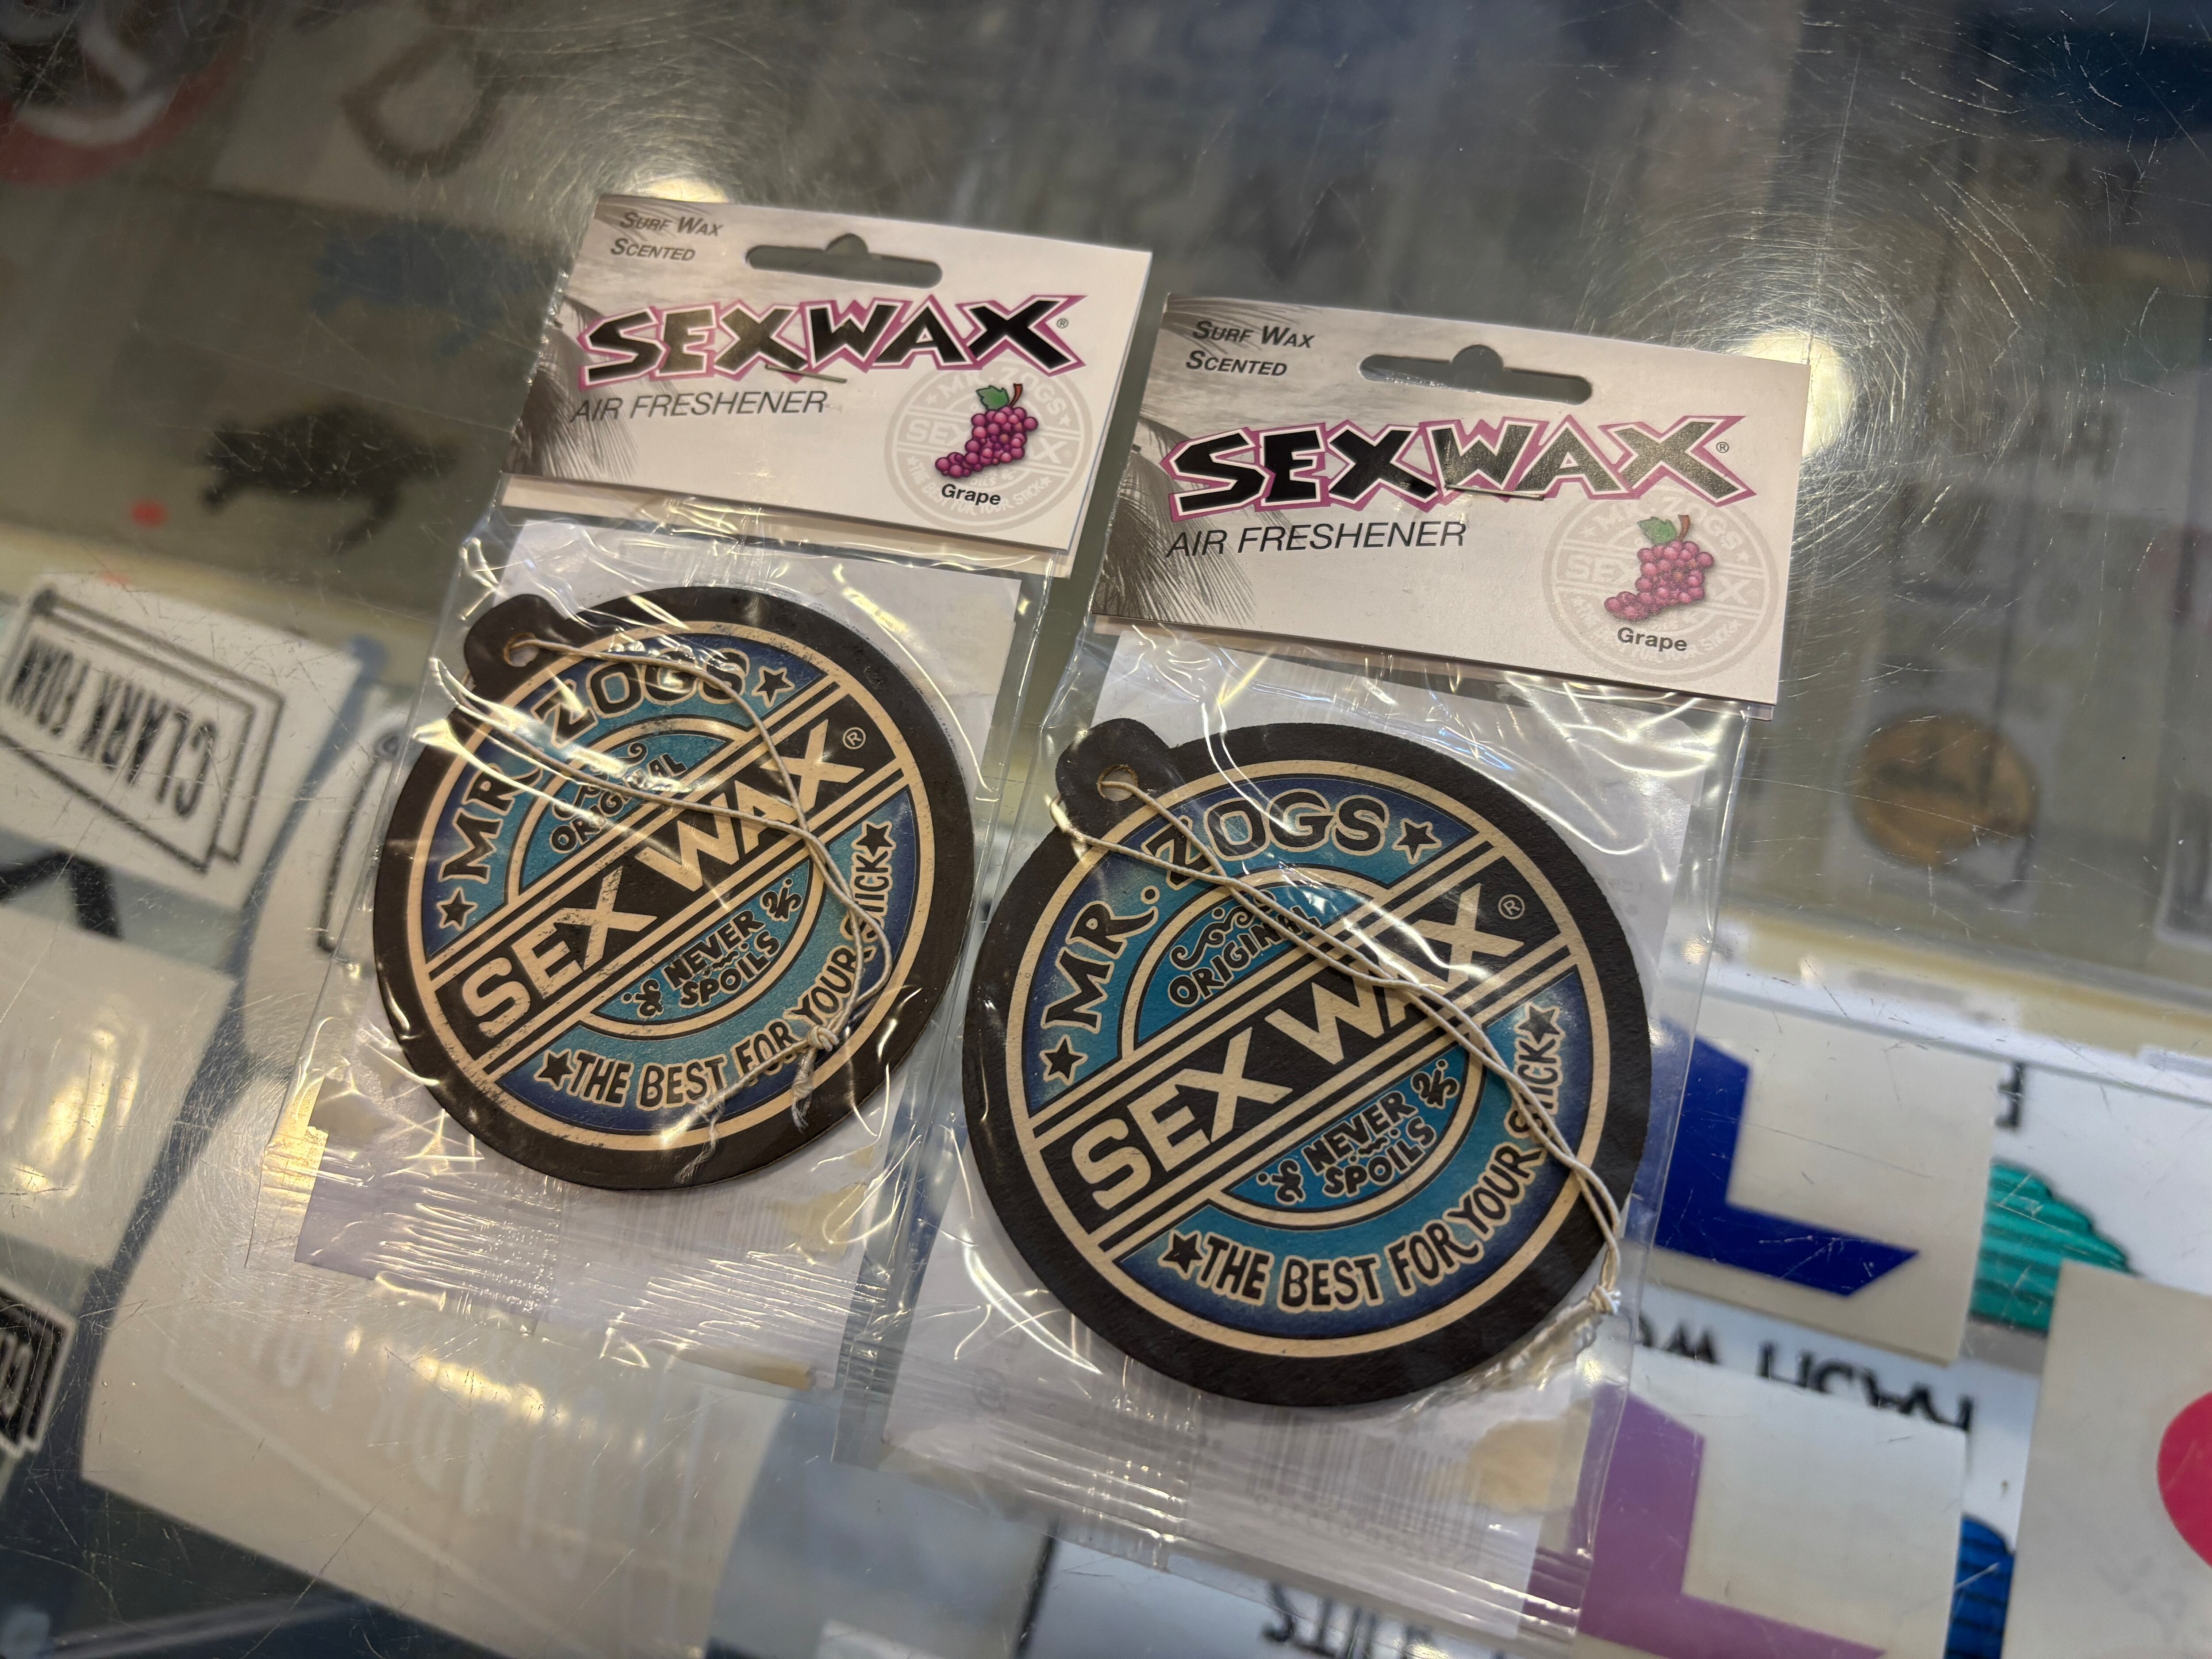 SURF WAX
SCENTED
SEXWAX®
AIR FRESHENER
Grape
MR. ZOGS
ORIGINAL
SEX WAX®
NEVER
SPOILS
THE BEST FOR YOUR STICK
SURF WAX
SCENTED
SEXWAX®
AIR FRESHENER
Grape
MR. ZOGS
ORIGINAL
SEX WAX®
NEVER
SPOILS
THE BEST FOR YOUR STICK
CLARK FOAM